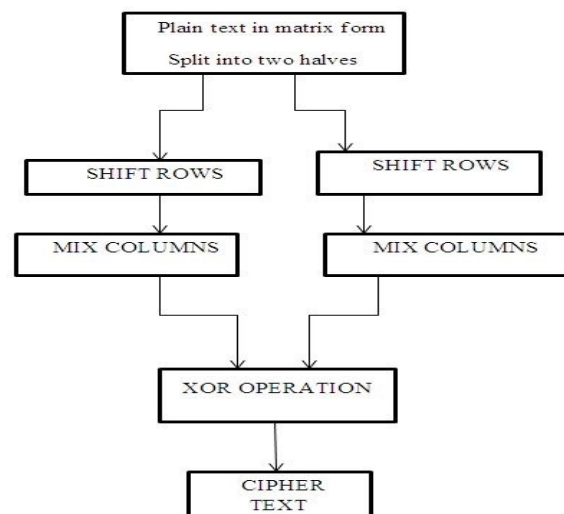 Plain text in matrix form
Split into two halves
SHIFT ROWS
SHIFT ROWS
MIX COLUMNS
MIX COLUMNS
XOR OPERATION
CIPHER
TEXT